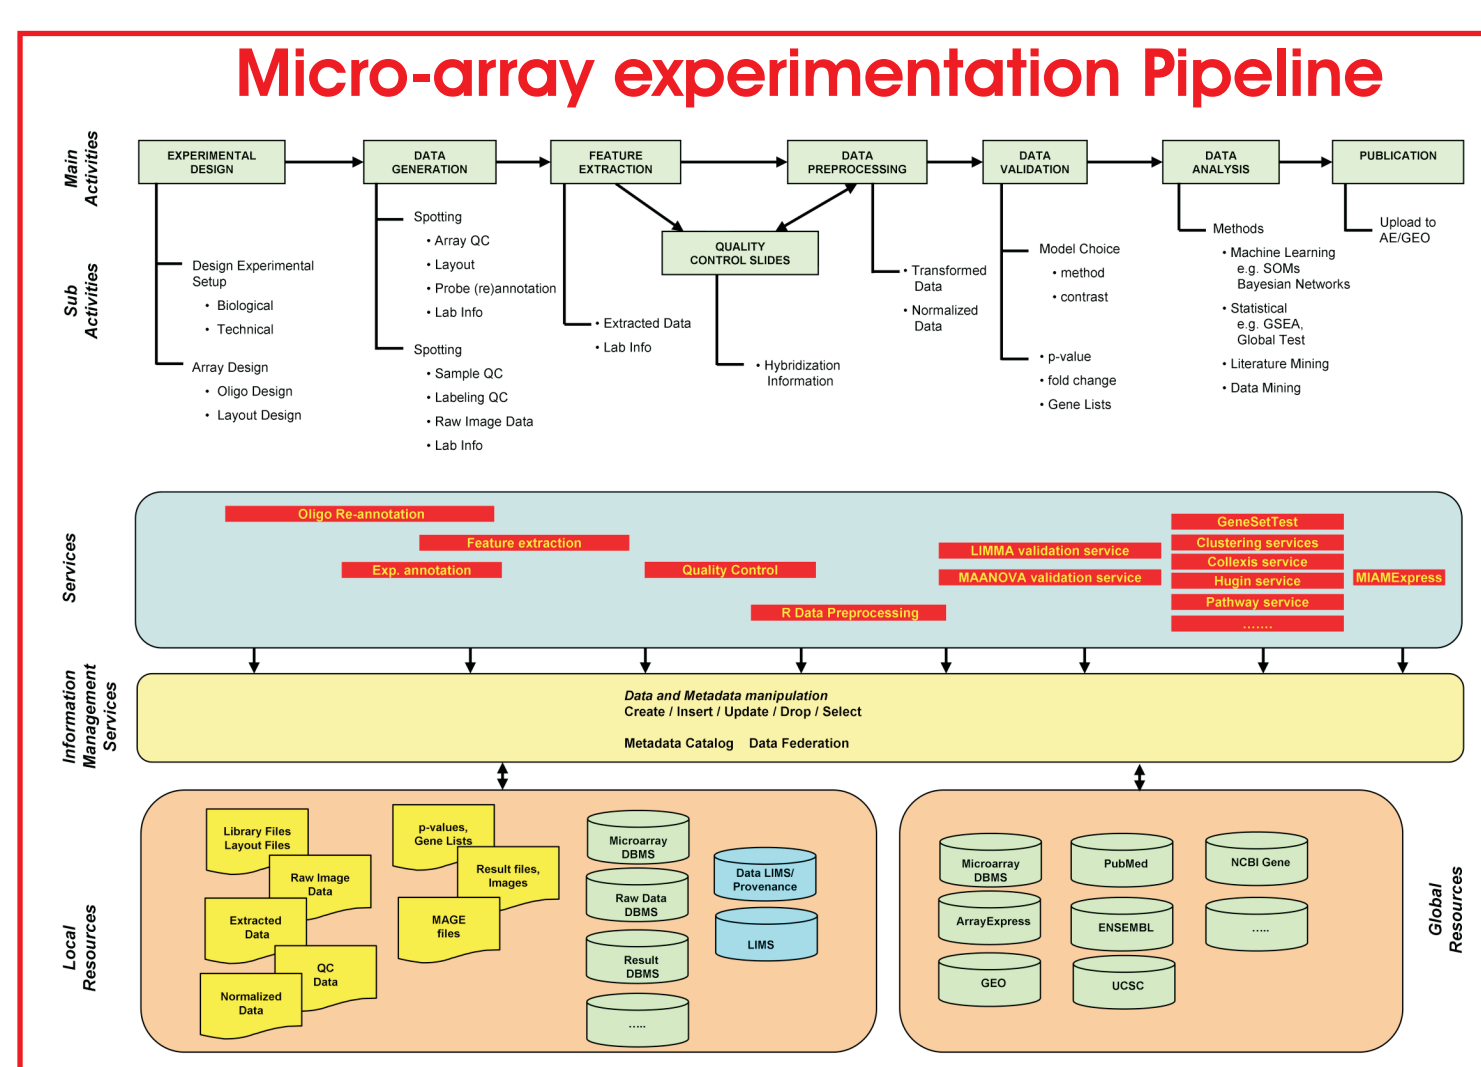 Micro-array experimentation Pipeline
Main
Activities
EXPERIMENTAL
DESIGN
DATA
GENERATION
FEATURE
EXTRACTION
DATA
PREPROCESSING
DATA
VALIDATION
DATA
ANALYSIS
PUBLICATION
QUALITY
CONTROL SLIDES
Sub
Activities
Design Experimental
Setup
• Biological
• Technical
Array Design
• Oligo Design
• Layout Design
Spotting
• Array QC
• Layout
• Probe (re)annotation
• Lab Info
Spotting
• Sample QC
• Labeling QC
• Raw Image Data
• Lab Info
• Extracted Data
• Lab Info
• Hybridization
Information
• Transformed
Data
• Normalized
Data
Model Choice
• method
• contrast
• p-value
• fold change
• Gene Lists
Methods
• Machine Learning
e.g. SOMs
Bayesian Networks
• Statistical
e.g. GSEA,
Global Test
• Literature Mining
• Data Mining
Upload to
AE/GEO
Services
Oligo Re-annotation
Feature extraction
Exp. annotation
Quality Control
R Data Preprocessing
LIMMA validation service
MAANOVA validation service
GeneSetTest
Clustering services
Collexis service
Hugin service
Pathway service
.......
MIAMExpress
Information
Management
Services
Data and Metadata manipulation
Create / Insert / Update / Drop / Select
Metadata Catalog Data Federation
Local
Resources
Library Files
Layout Files
Raw Image
Data
Extracted
Data
QC
Data
Normalized
Data
p-values,
Gene Lists
Result files,
Images
MAGE
files
Microarray
DBMS
Raw Data
DBMS
Result
DBMS
.....
Data LIMS/
Provenance
LIMS
Microarray
DBMS
ArrayExpress
GEO
PubMed
ENSEMBL
UCSC
NCBI Gene
.....
Global
Resources